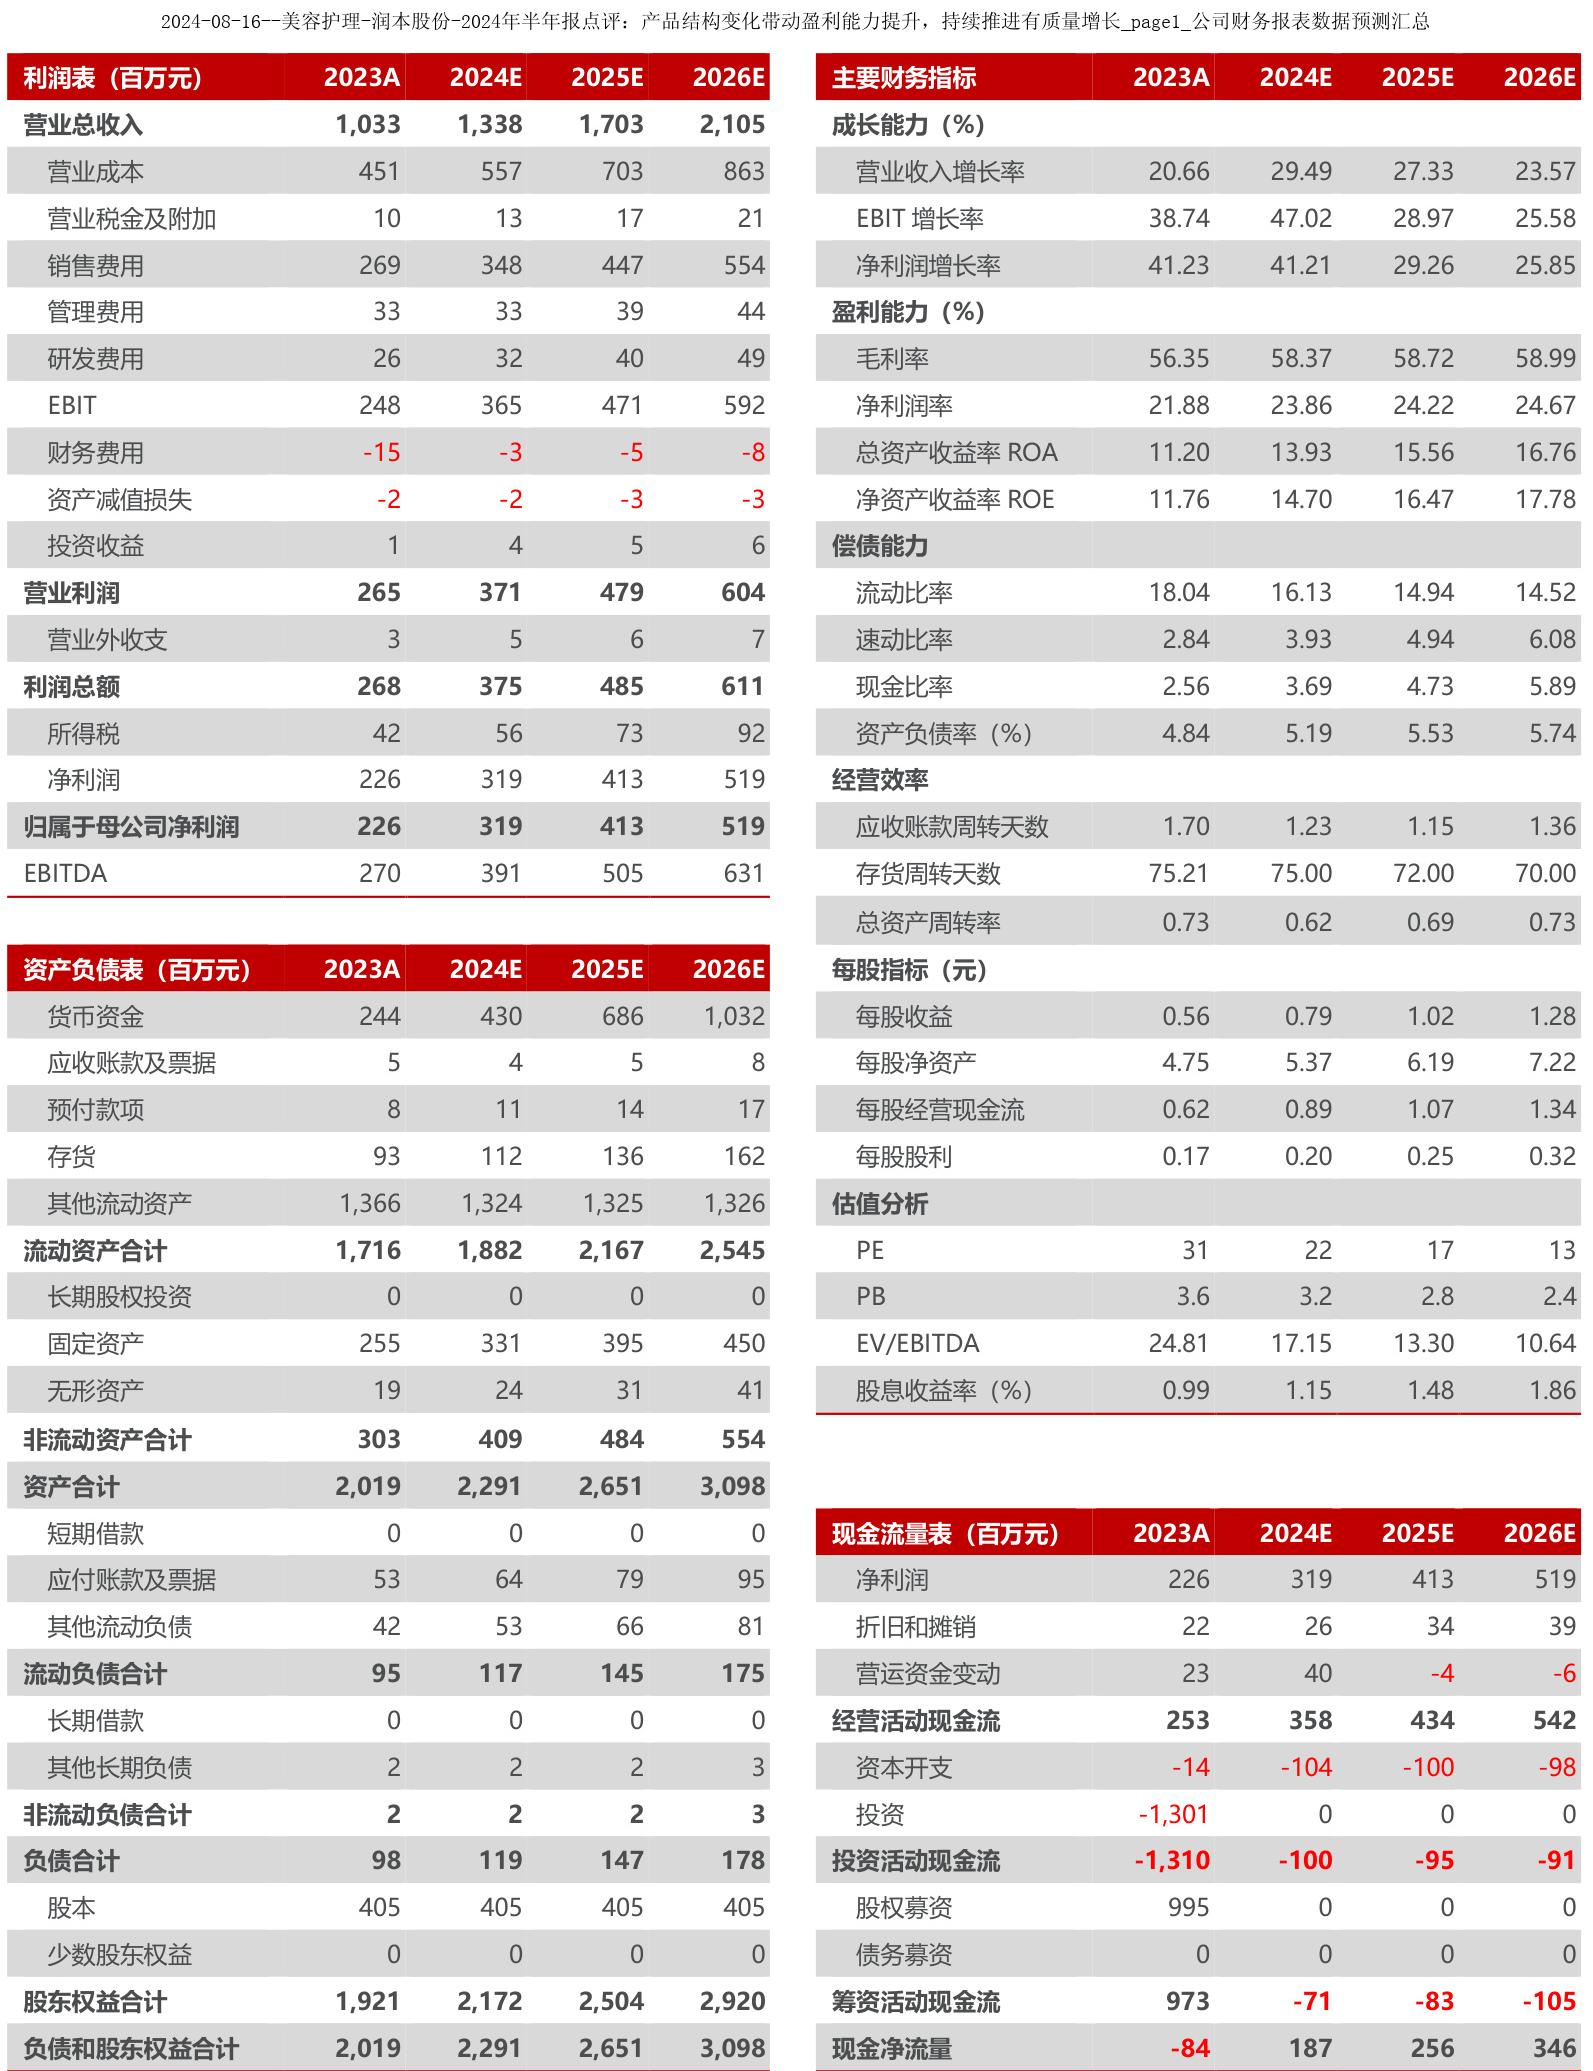 2024-08-16--美容护理-润本股份-2024年半年报点评：产品结构变化带动盈利能力提升，持续推进有质量增长_page1_公司财务报表数据预测汇总
利润表（百万元） 2023A 2024E 2025E 2026E
营业总收入 1,033 1,338 1,703 2,105
营业成本 451 557 703 863
营业税金及附加 10 13 17 21
销售费用 269 348 447 554
管理费用 33 33 39 44
研发费用 26 32 40 49
EBIT 248 365 471 592
财务费用 -15 -3 -5 -8
资产减值损失 -2 -2 -3 -3
投资收益 1 4 5 6
营业利润 265 371 479 604
营业外收支 3 5 6 7
利润总额 268 375 485 611
所得税 42 56 73 92
净利润 226 319 413 519
归属于母公司净利润 226 319 413 519
EBITDA 270 391 505 631
资产负债表（百万元） 2023A 2024E 2025E 2026E
货币资金 244 430 686 1,032
应收账款及票据 5 4 5 8
预付款项 8 11 14 17
存货 93 112 136 162
其他流动资产 1,366 1,324 1,325 1,326
流动资产合计 1,716 1,882 2,167 2,545
长期股权投资 0 0 0 0
固定资产 255 331 395 450
无形资产 19 24 31 41
非流动资产合计 303 409 484 554
资产合计 2,019 2,291 2,651 3,098
短期借款 0 0 0 0
应付账款及票据 53 64 79 95
其他流动负债 42 53 66 81
流动负债合计 95 117 145 175
长期借款 0 0 0 0
其他长期负债 2 2 2 3
非流动负债合计 2 2 2 3
负债合计 98 119 147 178
股本 405 405 405 405
少数股东权益 0 0 0 0
股东权益合计 1,921 2,172 2,504 2,920
负债和股东权益合计 2,019 2,291 2,651 3,098
主要财务指标 2023A 2024E 2025E 2026E
成长能力（%）
营业收入增长率 20.66 29.49 27.33 23.57
EBIT 增长率 38.74 47.02 28.97 25.58
净利润增长率 41.23 41.21 29.26 25.85
盈利能力（%）
毛利率 56.35 58.37 58.72 58.99
净利润率 21.88 23.86 24.22 24.67
总资产收益率 ROA 11.20 13.93 15.56 16.76
净资产收益率 ROE 11.76 14.70 16.47 17.78
偿债能力
流动比率 18.04 16.13 14.94 14.52
速动比率 2.84 3.93 4.94 6.08
现金比率 2.56 3.69 4.73 5.89
资产负债率（%） 4.84 5.19 5.53 5.74
经营效率
应收账款周转天数 1.70 1.23 1.15 1.36
存货周转天数 75.21 75.00 72.00 70.00
总资产周转率 0.73 0.62 0.69 0.73
每股指标（元）
每股收益 0.56 0.79 1.02 1.28
每股净资产 4.75 5.37 6.19 7.22
每股经营现金流 0.62 0.89 1.07 1.34
每股股利 0.17 0.20 0.25 0.32
估值分析
PE 31 22 17 13
PB 3.6 3.2 2.8 2.4
EV/EBITDA 24.81 17.15 13.30 10.64
股息收益率（%） 0.99 1.15 1.48 1.86
现金流量表（百万元） 2023A 2024E 2025E 2026E
净利润 226 319 413 519
折旧和摊销 22 26 34 39
营运资金变动 23 40 -4 -6
经营活动现金流 253 358 434 542
资本开支 -14 -104 -100 -98
投资 -1,301 0 0 0
投资活动现金流 -1,310 -100 -95 -91
股权募资 995 0 0 0
债务募资 0 0 0 0
筹资活动现金流 973 -71 -83 -105
现金净流量 -84 187 256 346